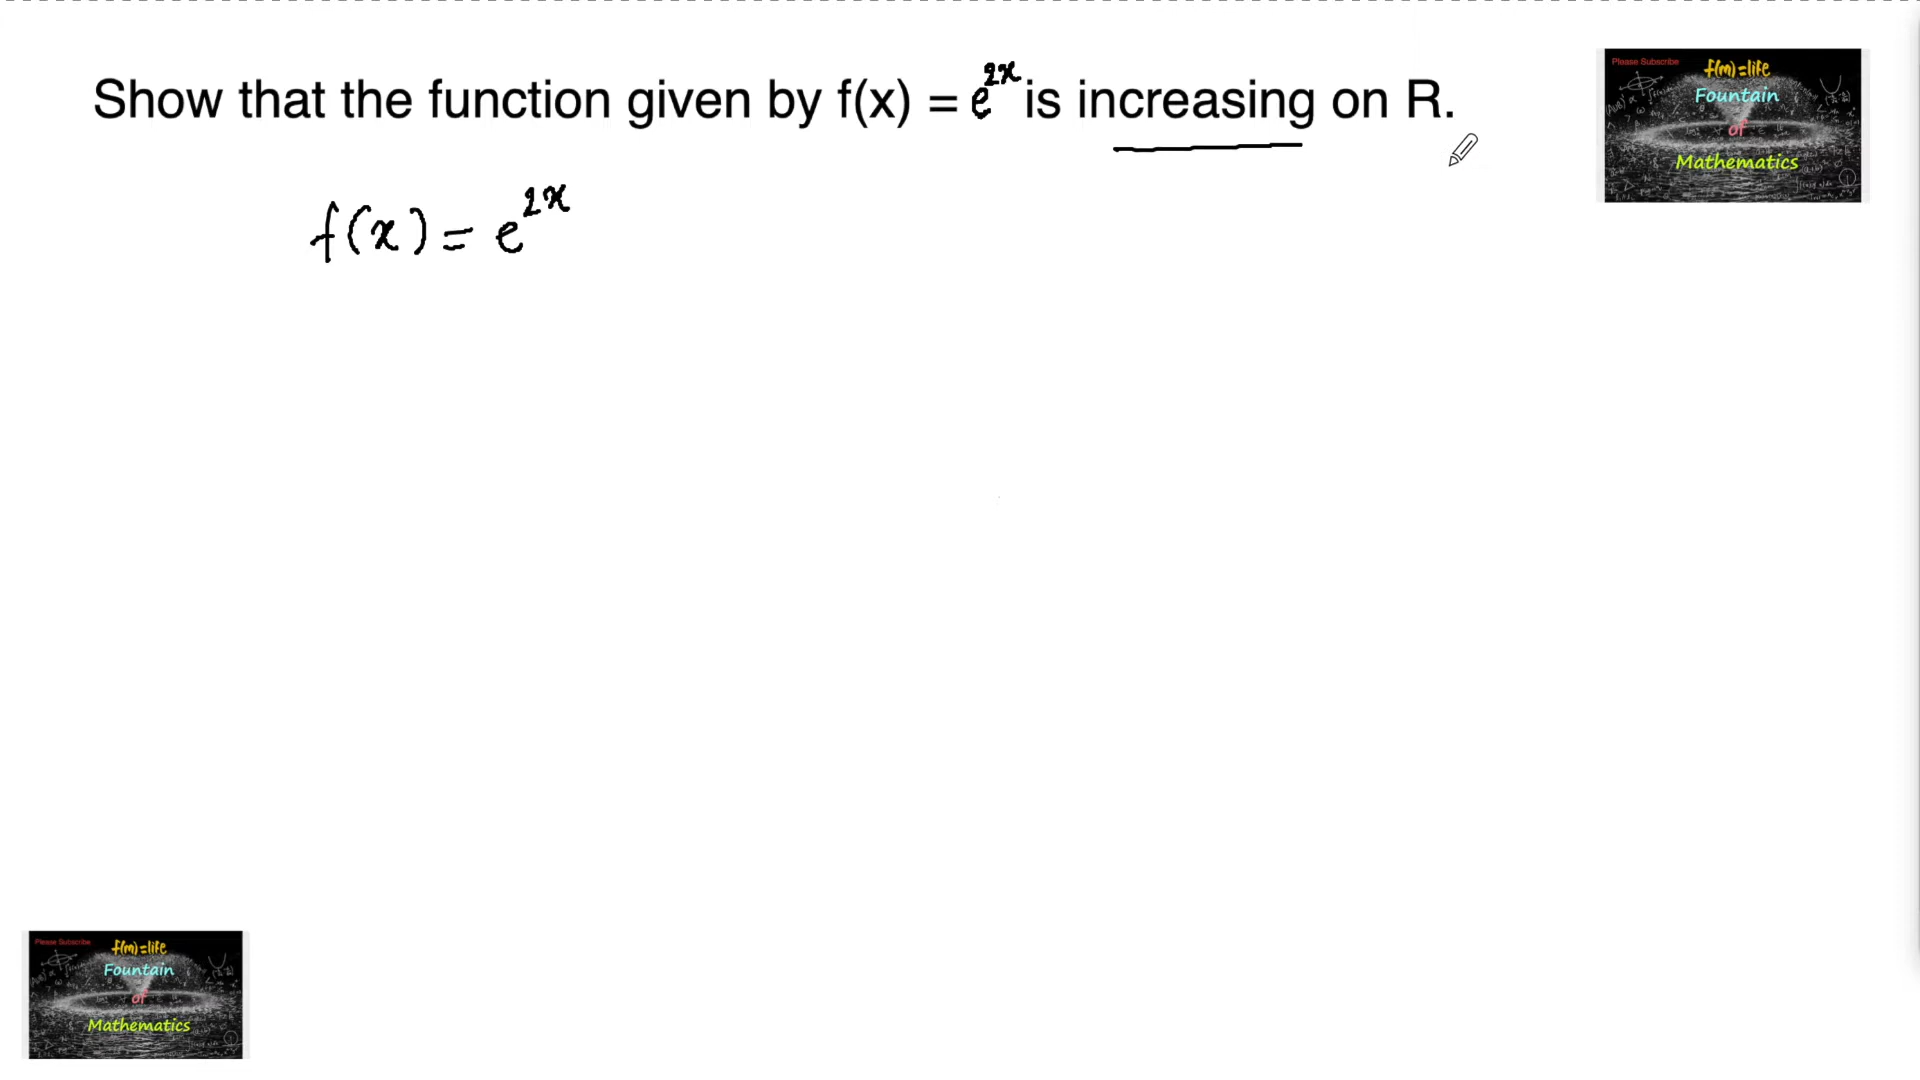 Show that the function given by f(x) = e^{2x} is increasing on R.
Please Subscribe
f(m)=life
Fountain
of
Mathematics
f(x) = e^{2x}
Please Subscribe
f(m)=life
Fountain
of
Mathematics